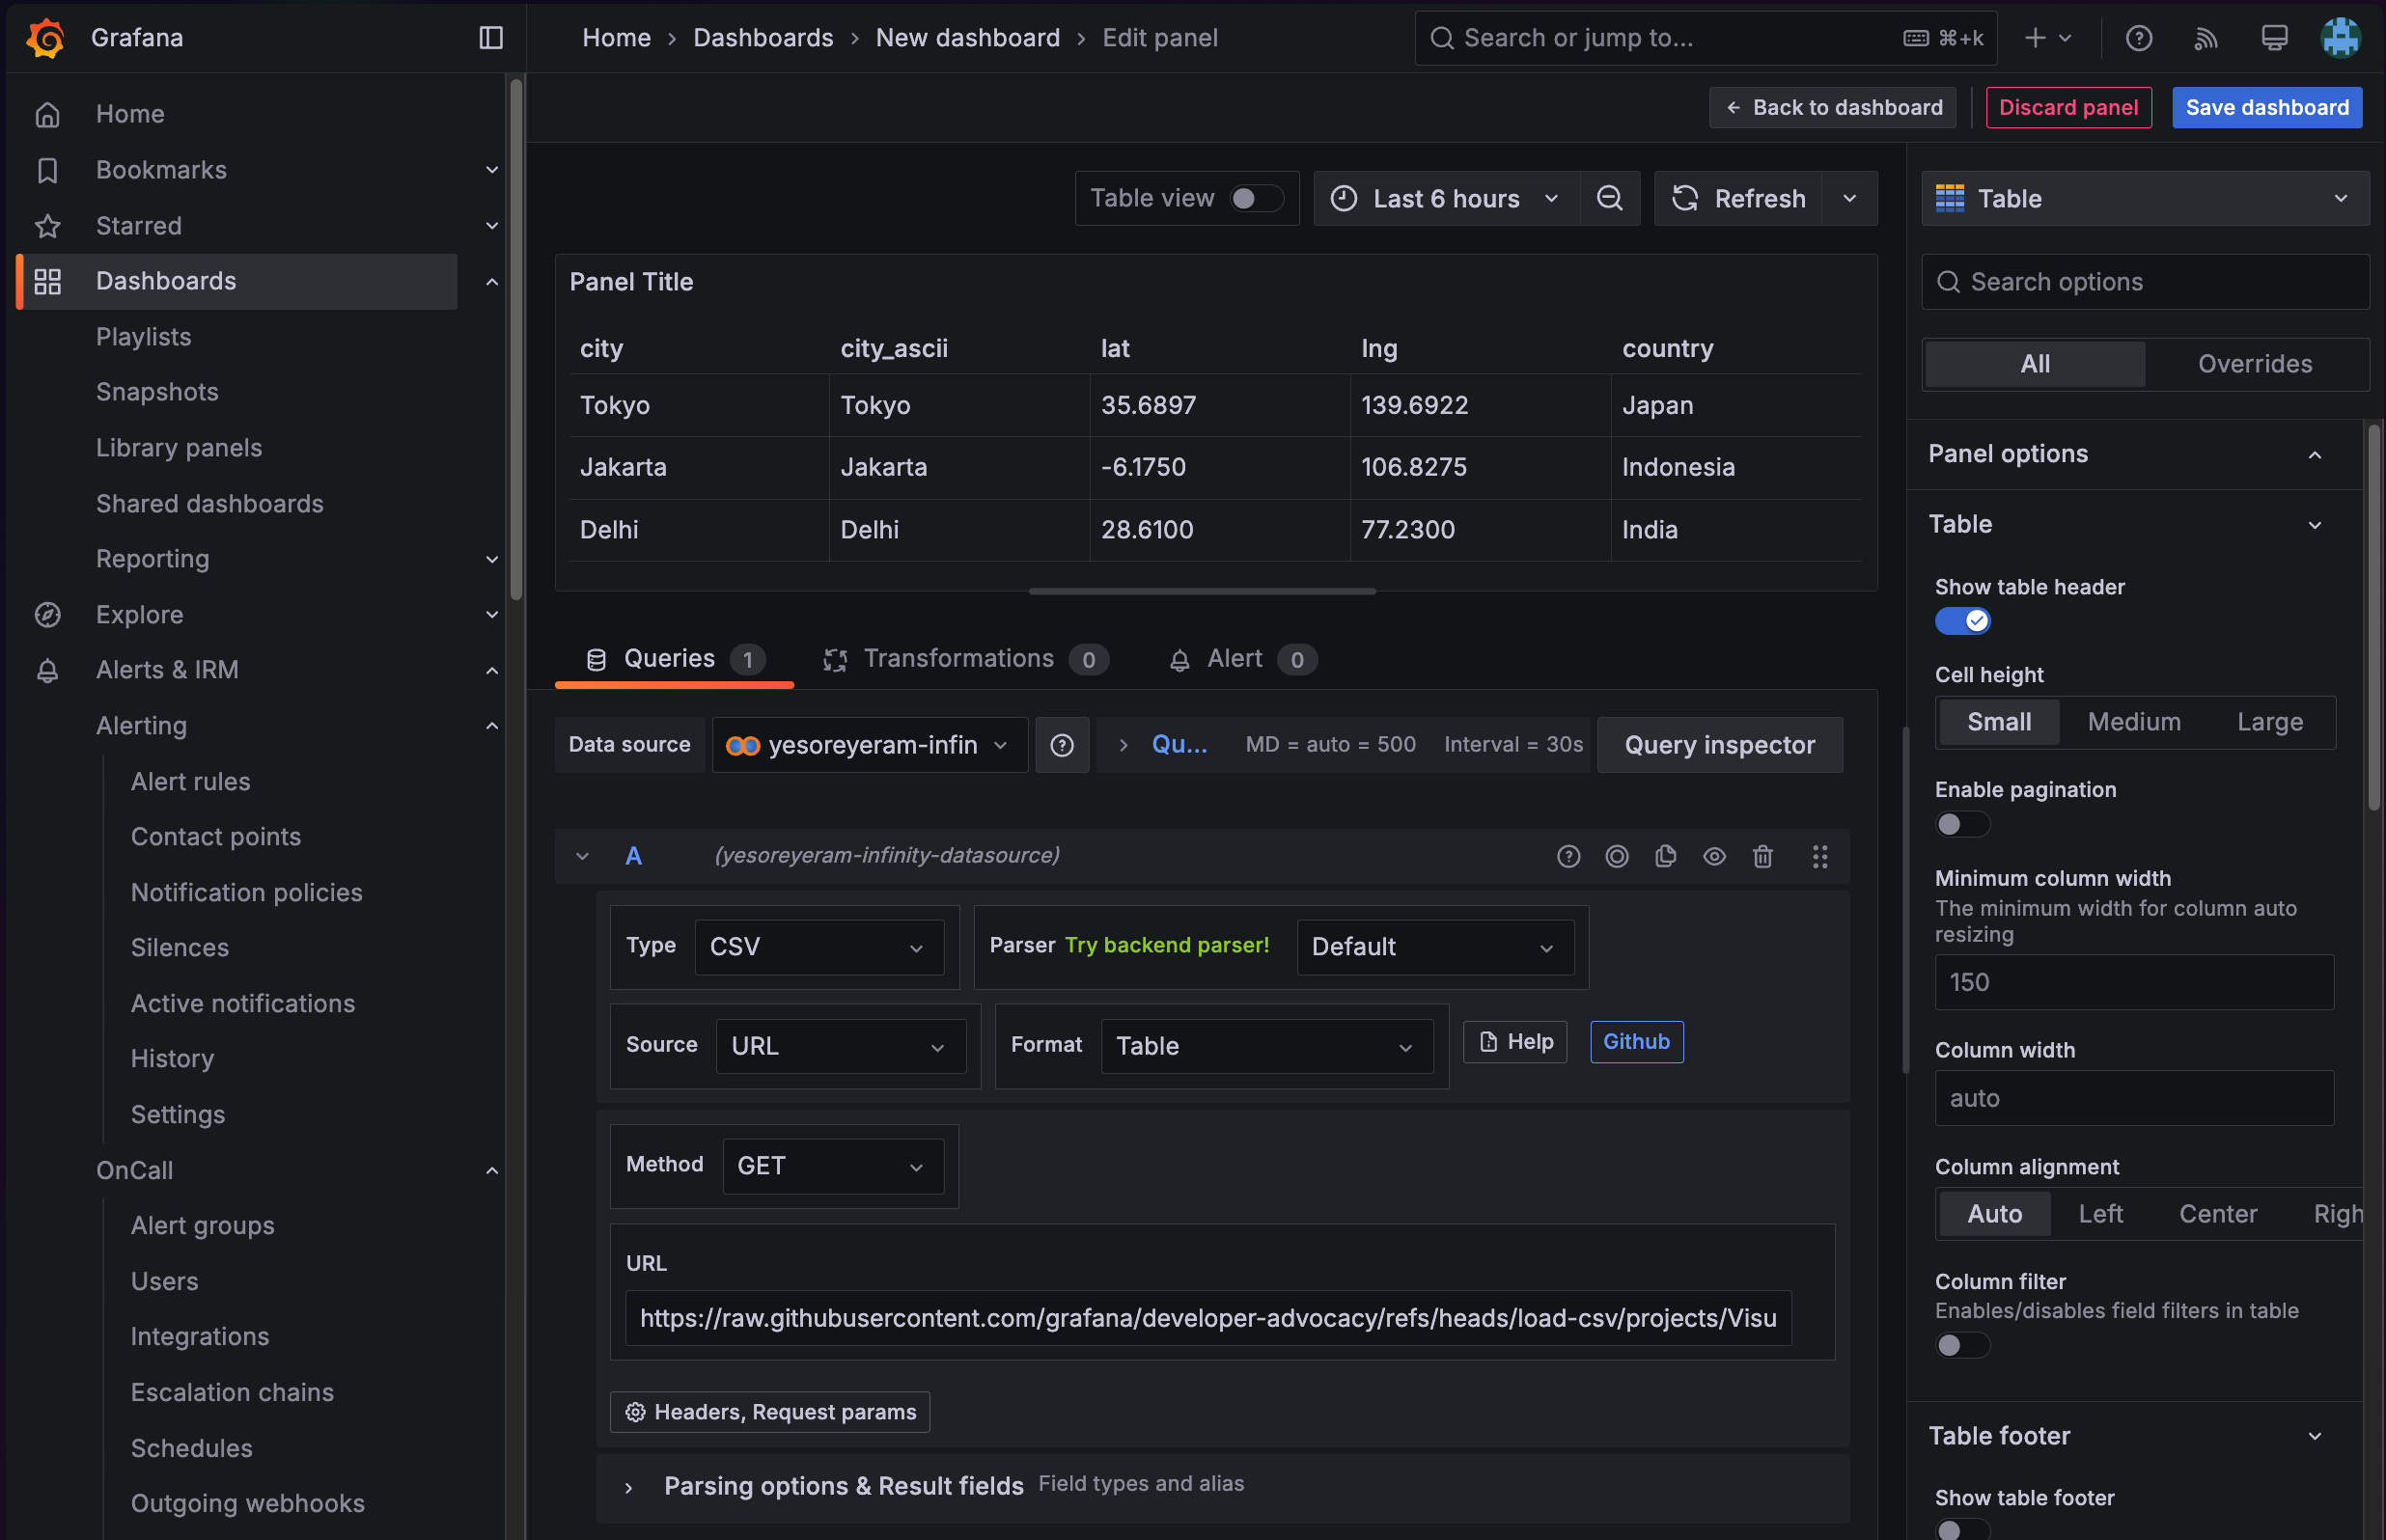 Grafana
Home › Dashboards › New dashboard › Edit panel
Search or jump to...
⌘+k
Back to dashboard
Discard panel
Save dashboard
Home
Bookmarks
Starred
Dashboards
Playlists
Snapshots
Library panels
Shared dashboards
Reporting
Explore
Alerts & IRM
Alerting
Alert rules
Contact points
Notification policies
Silences
Active notifications
History
Settings
OnCall
Alert groups
Users
Integrations
Escalation chains
Schedules
Outgoing webhooks
Table view
Last 6 hours
Refresh
Panel Title
city city_ascii lat lng country
Tokyo Tokyo 35.6897 139.6922 Japan
Jakarta Jakarta -6.1750 106.8275 Indonesia
Delhi Delhi 28.6100 77.2300 India
Queries 1
Transformations 0
Alert 0
Data source
yesoreyeram-infin
Qu...
MD = auto = 500
Interval = 30s
Query inspector
A
(yesoreyeram-infinity-datasource)
Type
CSV
Parser Try backend parser!
Default
Source
URL
Format
Table
Help
Github
Method
GET
URL
https://raw.githubusercontent.com/grafana/developer-advocacy/refs/heads/load-csv/projects/Visu
Headers, Request params
Parsing options & Result fields Field types and alias
Table
Search options
All
Overrides
Panel options
Table
Show table header
Cell height
Small Medium Large
Enable pagination
Minimum column width
The minimum width for column auto
resizing
150
Column width
auto
Column alignment
Auto Left Center Righ
Column filter
Enables/disables field filters in table
Table footer
Show table footer